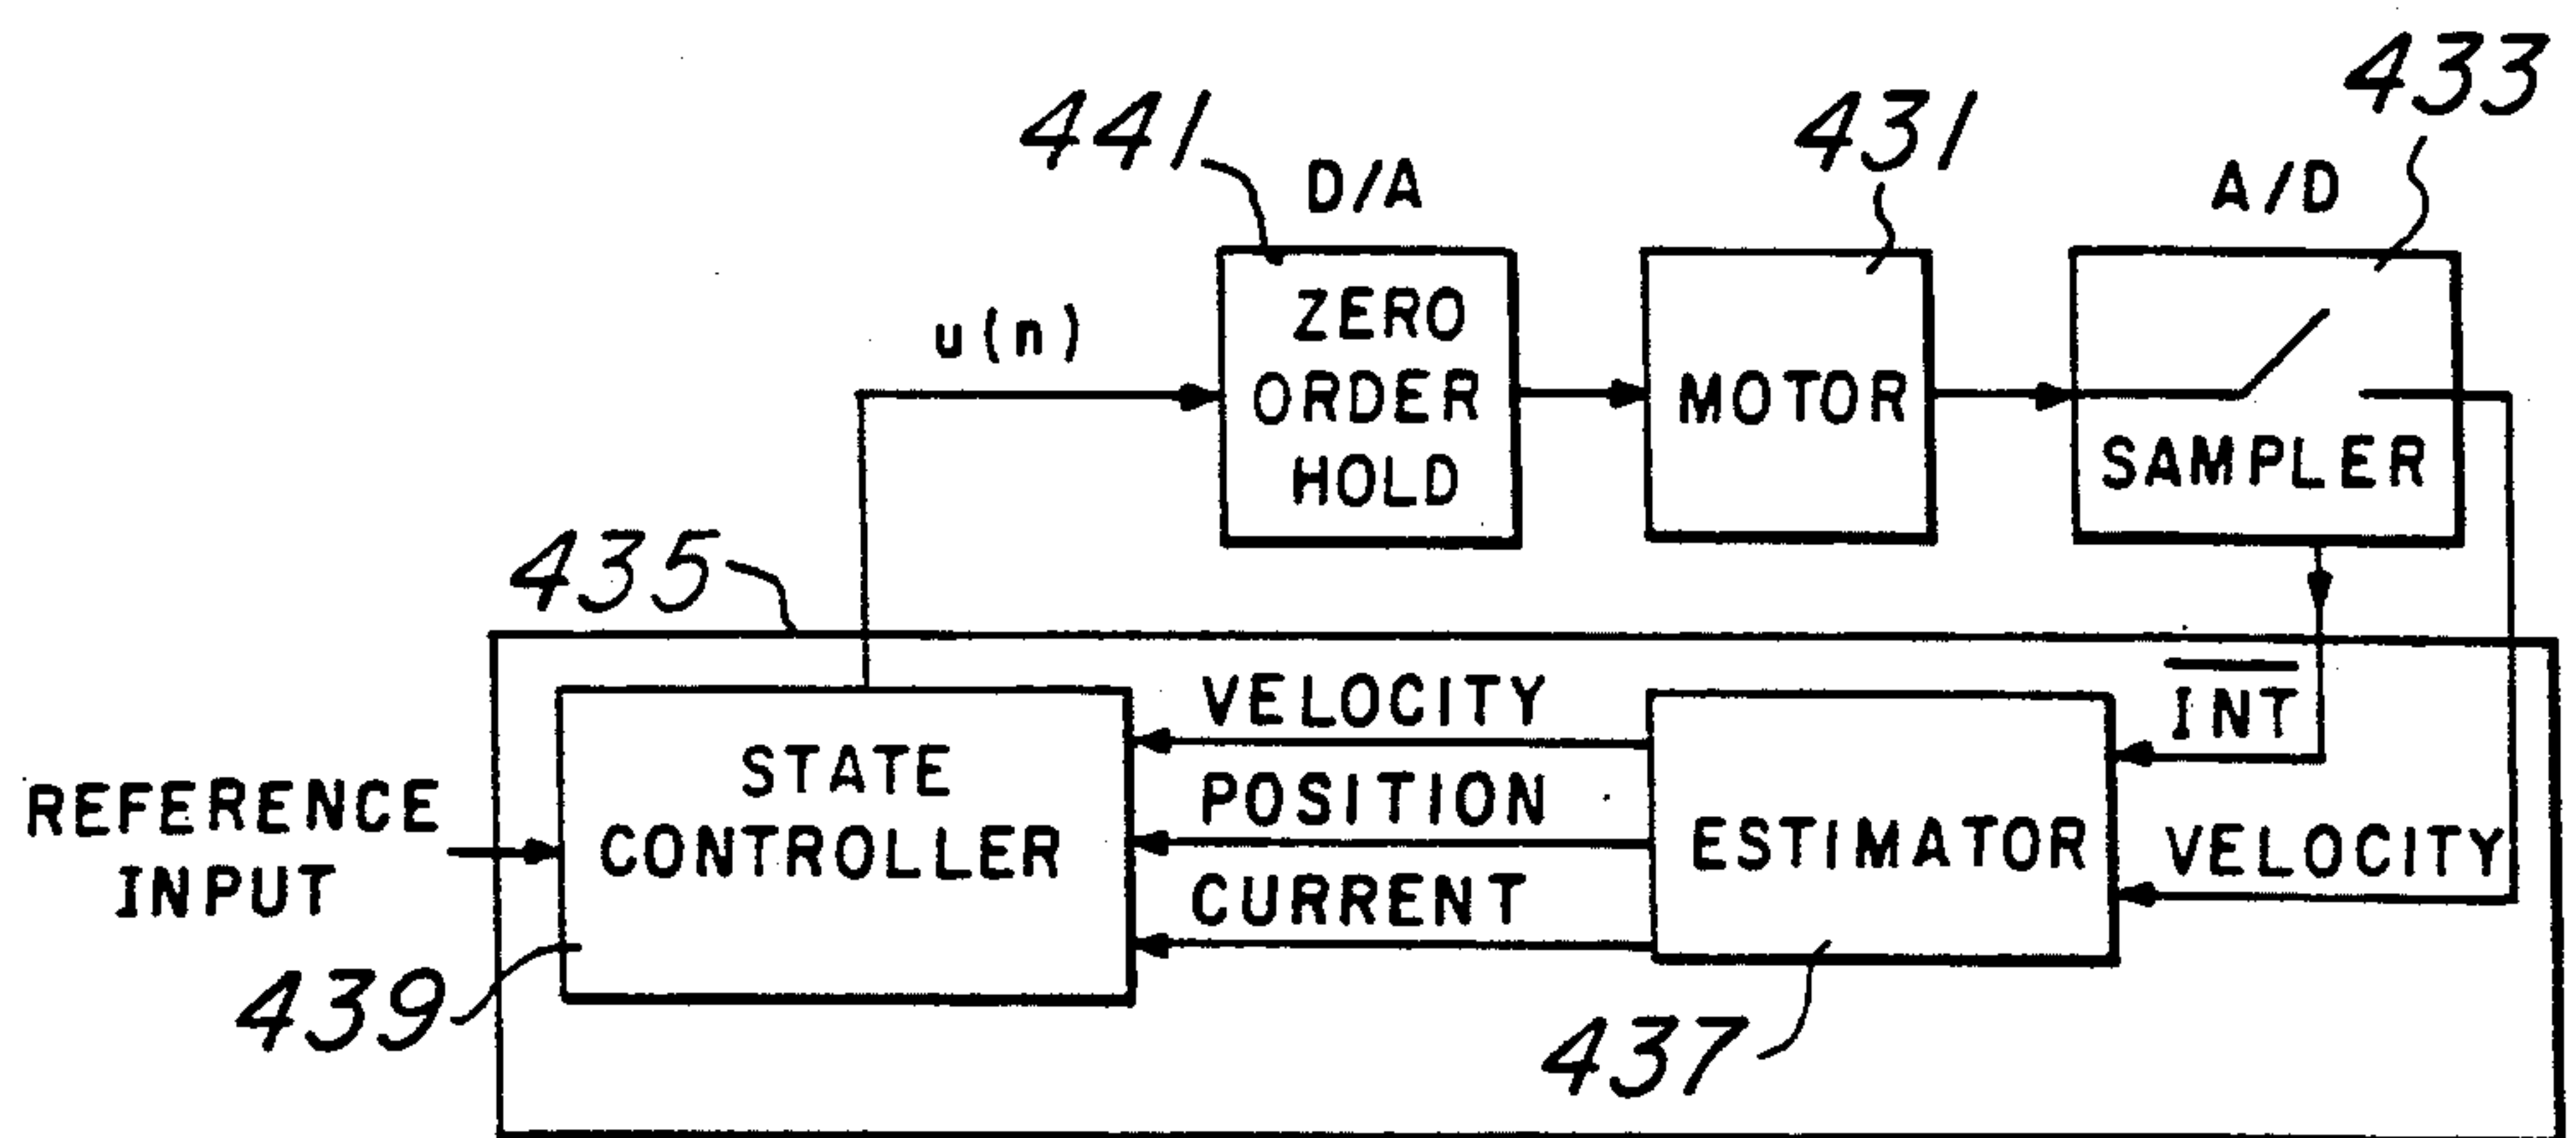 433
441
431
D/A
A/D
ZERO
ORDER
HOLD
u(n)
MOTOR
SAMPLER
435
INT
VELOCITY
POSITION
CURRENT
STATE
CONTROLLER
ESTIMATOR
VELOCITY
REFERENCE
INPUT
439
437